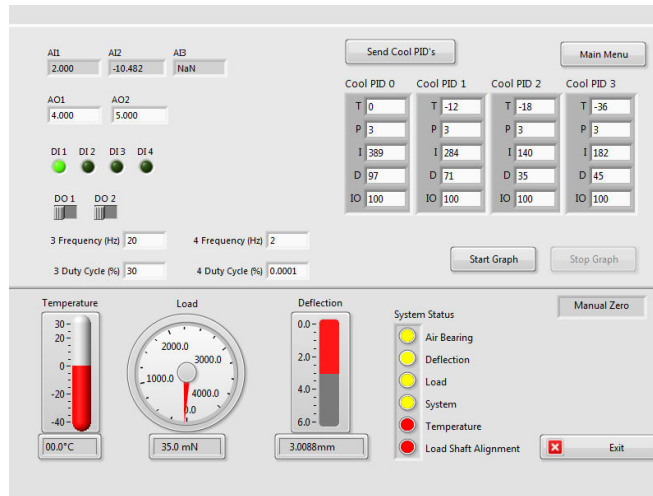 Send Cool PID's
Main Menu
AI1 AI2 AI3
2.000 -10.482 NaN
Cool PID 0 Cool PID 1 Cool PID 2 Cool PID 3
T 0 T -12 T -18 T -36
P 3 P 3 P 3 P 3
I 389 I 284 I 140 I 182
D 97 D 71 D 35 D 45
IO 100 IO 100 IO 100 IO 100
AO1 AO2
4.000 5.000
DI 1 DI 2 DI 3 DI 4
DO 1 DO 2
3 Frequency (Hz) 20 4 Frequency (Hz) 2
3 Duty Cycle (%) 30 4 Duty Cycle (%) 0.0001
Start Graph Stop Graph
Temperature
30
20
0
-20
-40
00.0°C
Load
2000.0
3000.0
1000.0
4000.0
0.0
35.0 mN
Deflection
0.0
2.0
4.0
6.0
3.0088mm
Manual Zero
System Status
Air Bearing
Deflection
Load
System
Temperature
Load Shaft Alignment
Exit